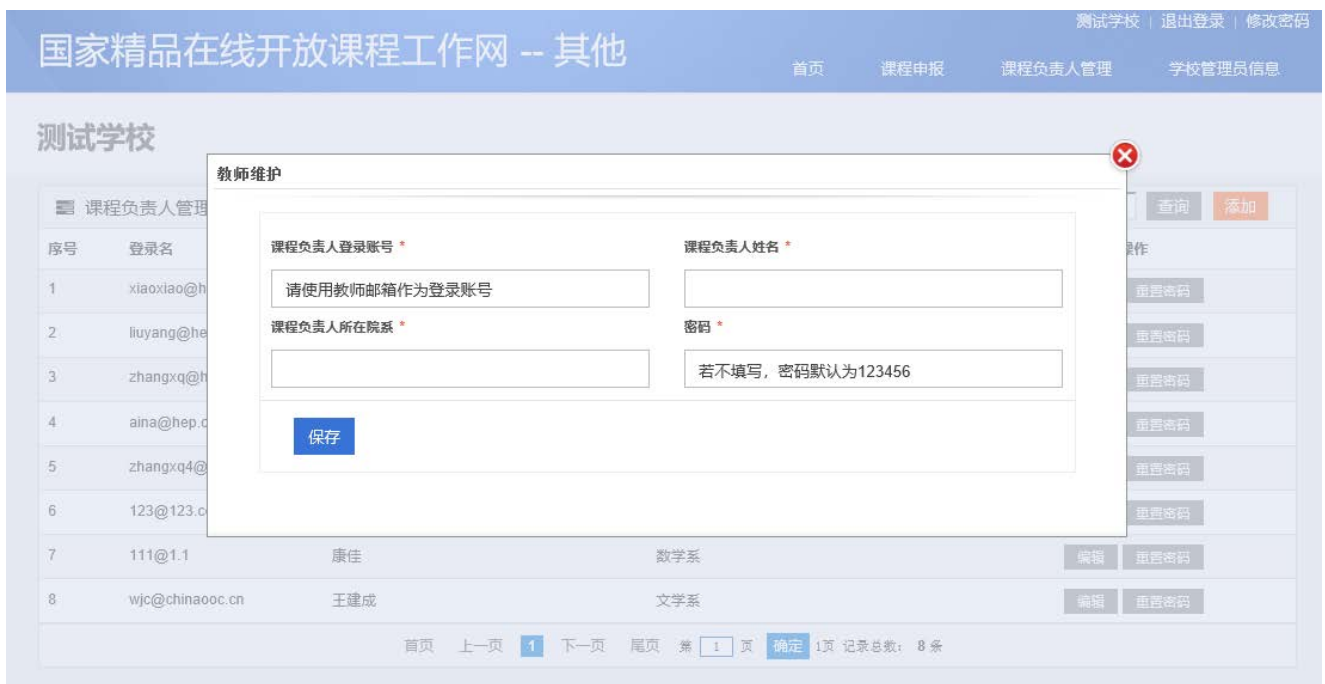 测试学校 | 退出登录 | 修改密码
国家精品在线开放课程工作网 -- 其他
首页 课程申报 课程负责人管理 学校管理员信息
测试学校
教师维护
课程负责人管理 查询 添加
序号 登录名
课程负责人登录账号 * 课程负责人姓名 *
1 xiaoxiao@h 请使用教师邮箱作为登录账号 重置密码
2 liuyang@he 课程负责人所在院系 * 密码 * 重置密码
3 zhangxq@h 若不填写，密码默认为123456 重置密码
4 aina@hep.c 保存 重置密码
5 zhangxq4@ 重置密码
6 123@123.c 重置密码
7 111@1.1 康佳 数学系 编辑 重置密码
8 wjc@chinaooc.cn 王建成 文学系 编辑 重置密码
首页 上一页 1 下一页 尾页 第 1 页 确定 1页 记录总数： 8 条